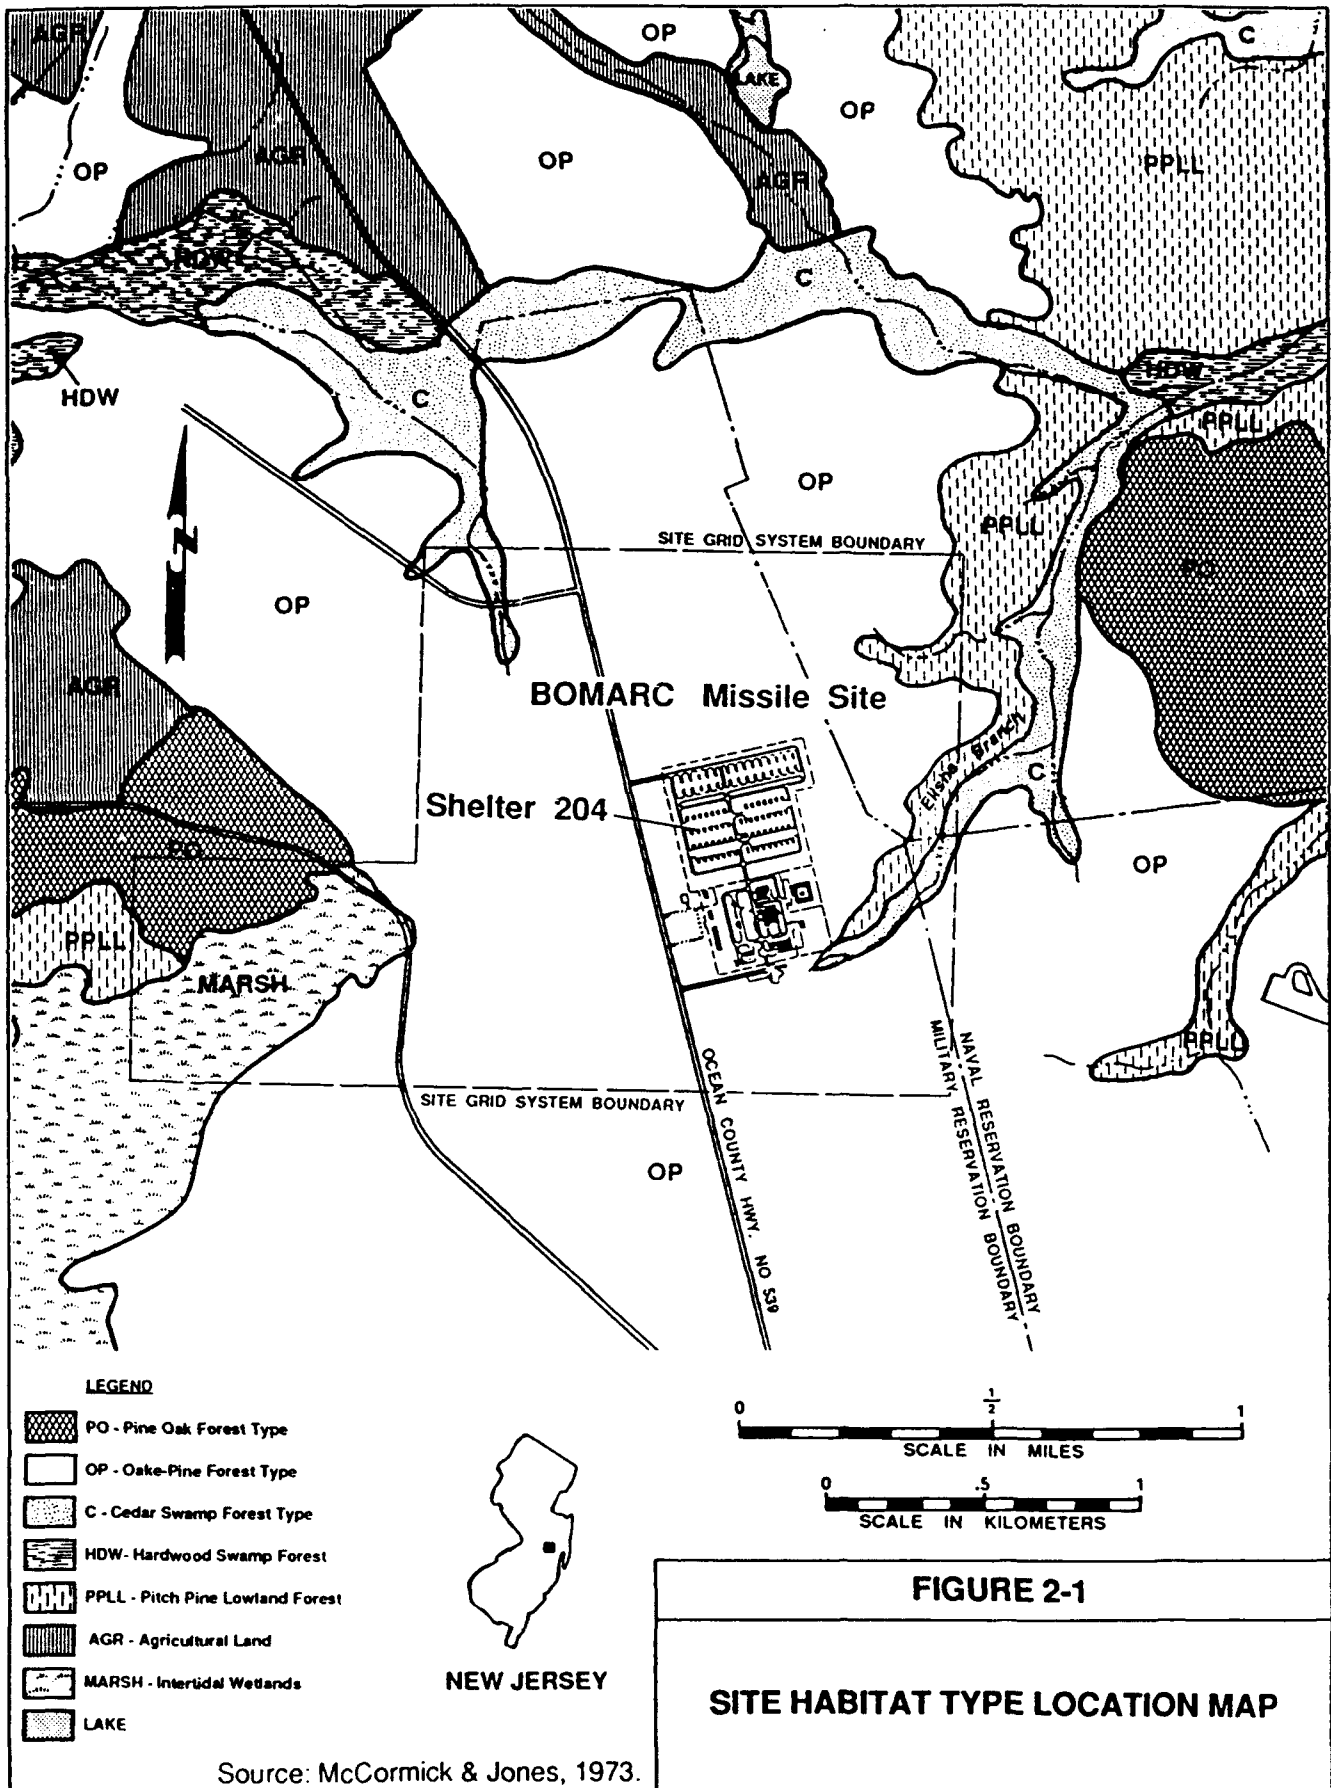 AGR
OP
LAKE
OP
C
OP
AGR
OP
AGR
PPLL
HDW
C
HDW
C
HDW
PPLL
OP
PPLL
N
SITE GRID SYSTEM BOUNDARY
OP
PO
AGR
BOMARC Missile Site
Elisha Branch
C
Shelter 204
PO
OP
PPLL
MARSH
PPLL
NAVAL RESERVATION BOUNDARY
MILITARY RESERVATION BOUNDARY
OCEAN COUNTY HWY. NO 539
SITE GRID SYSTEM BOUNDARY
OP
LEGEND
PO - Pine Oak Forest Type
OP - Oake-Pine Forest Type
C - Cedar Swamp Forest Type
HDW- Hardwood Swamp Forest
PPLL - Pitch Pine Lowland Forest
AGR - Agricultural Land
MARSH - Intertidal Wetlands
LAKE
NEW JERSEY
0 1/2 1
SCALE IN MILES
0 .5 1
SCALE IN KILOMETERS
FIGURE 2-1
SITE HABITAT TYPE LOCATION MAP
Source: McCormick & Jones, 1973.